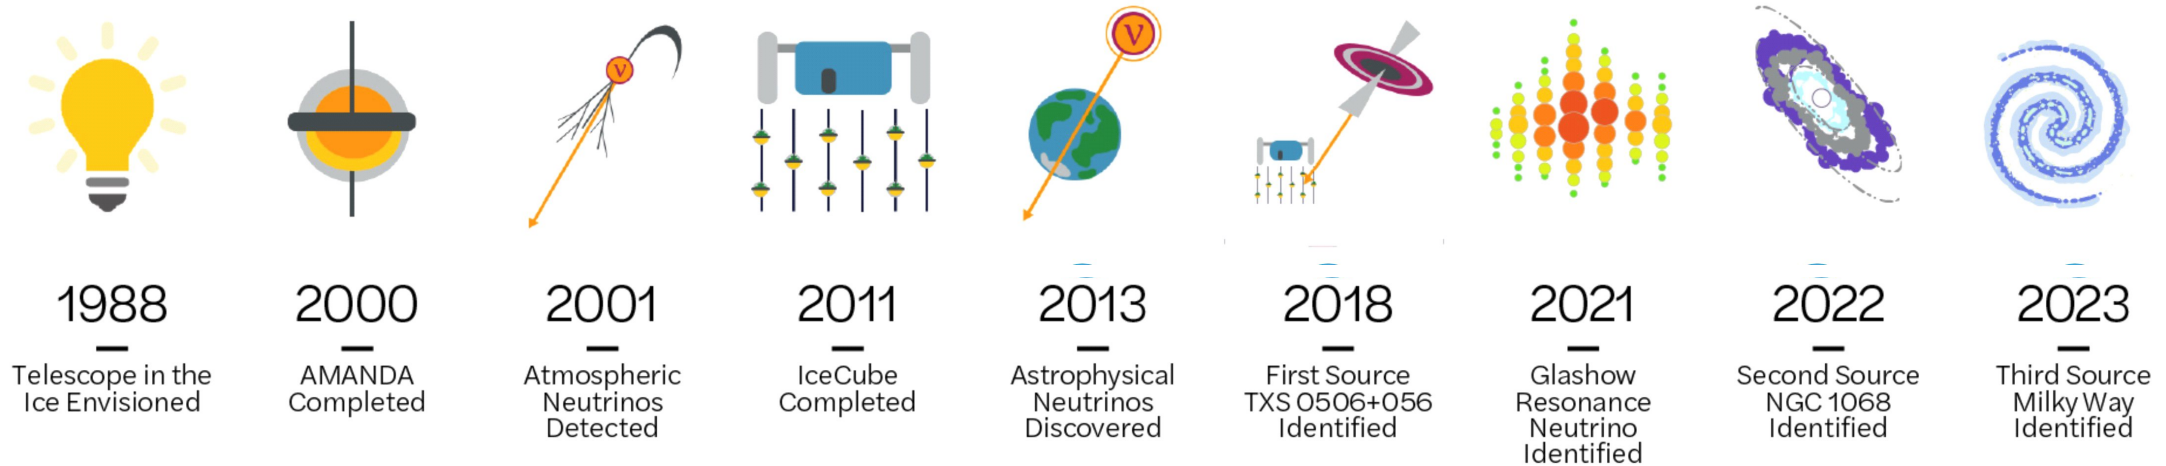 V
V
1988
Telescope in the
Ice Envisioned
2000
AMANDA
Completed
2001
Atmospheric
Neutrinos
Detected
2011
IceCube
Completed
2013
Astrophysical
Neutrinos
Discovered
2018
First Source
TXS 0506+056
Identified
2021
Glashow
Resonance
Neutrino
Identified
2022
Second Source
NGC 1068
Identified
2023
Third Source
Milky Way
Identified